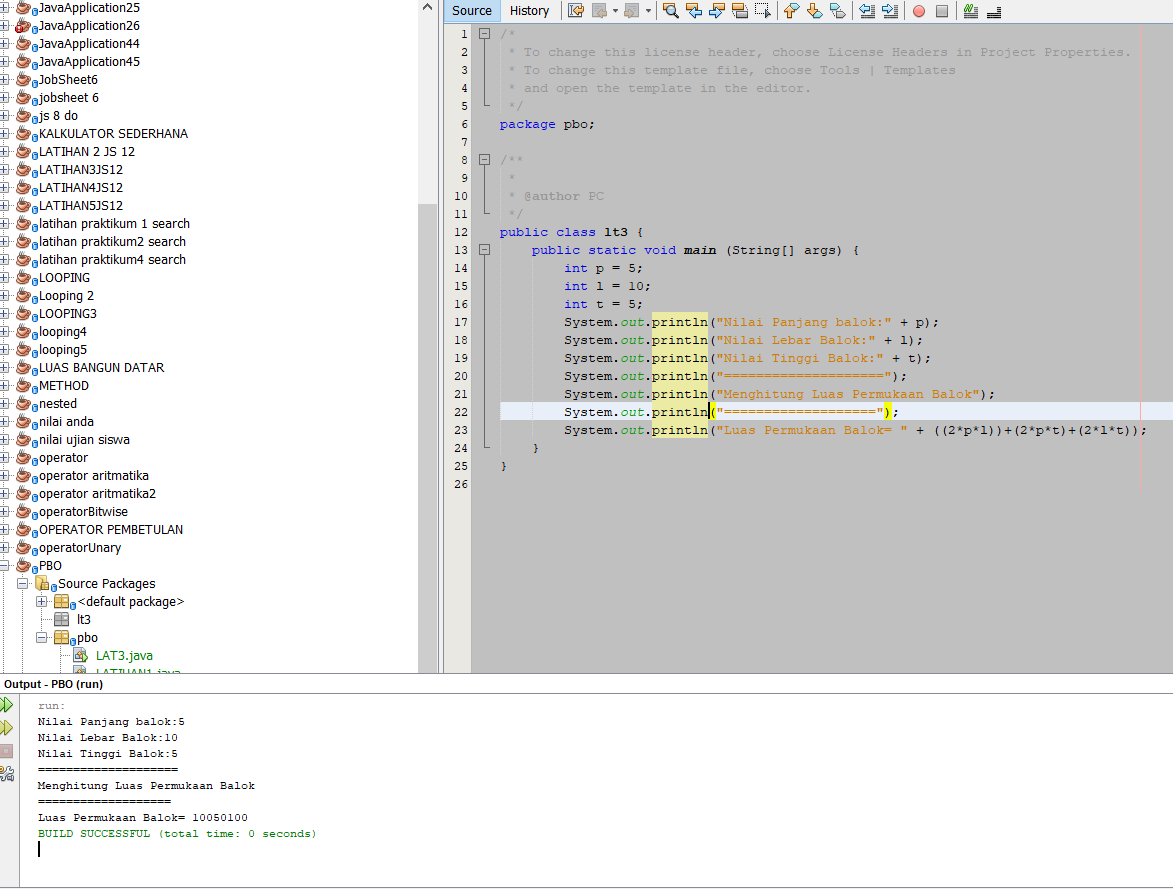 JavaApplication25
JavaApplication26
JavaApplication44
JavaApplication45
JobSheet6
jobsheet 6
js 8 do
KALKULATOR SEDERHANA
LATIHAN 2 JS 12
LATIHAN3JS12
LATIHAN4JS12
LATIHAN5JS12
latihan praktikum 1 search
latihan praktikum2 search
latihan praktikum4 search
LOOPING
Looping 2
LOOPING3
looping4
looping5
LUAS BANGUN DATAR
METHOD
nested
nilai anda
nilai ujian siswa
operator
operator aritmatika
operator aritmatika2
operatorBitwise
OPERATOR PEMBETULAN
operatorUnary
PBO
Source Packages
<default package>
lt3
pbo
LAT3.java
LATIHAN1.java
Source History
1 /*
2 * To change this license header, choose License Headers in Project Properties.
3 * To change this template file, choose Tools | Templates
4 * and open the template in the editor.
5 */
6 package pbo;
7
8 /**
9 *
10 * @author PC
11 */
12 public class lt3 {
13 public static void main (String[] args) {
14 int p = 5;
15 int l = 10;
16 int t = 5;
17 System.out.println("Nilai Panjang balok:" + p);
18 System.out.println("Nilai Lebar Balok:" + l);
19 System.out.println("Nilai Tinggi Balok:" + t);
20 System.out.println("====================");
21 System.out.println("Menghitung Luas Permukaan Balok");
22 System.out.println("===================");
23 System.out.println("Luas Permukaan Balok= " + ((2*p*l))+(2*p*t)+(2*l*t));
24 }
25 }
26
Output - PBO (run)
run:
Nilai Panjang balok:5
Nilai Lebar Balok:10
Nilai Tinggi Balok:5
====================
Menghitung Luas Permukaan Balok
===================
Luas Permukaan Balok= 10050100
BUILD SUCCESSFUL (total time: 0 seconds)